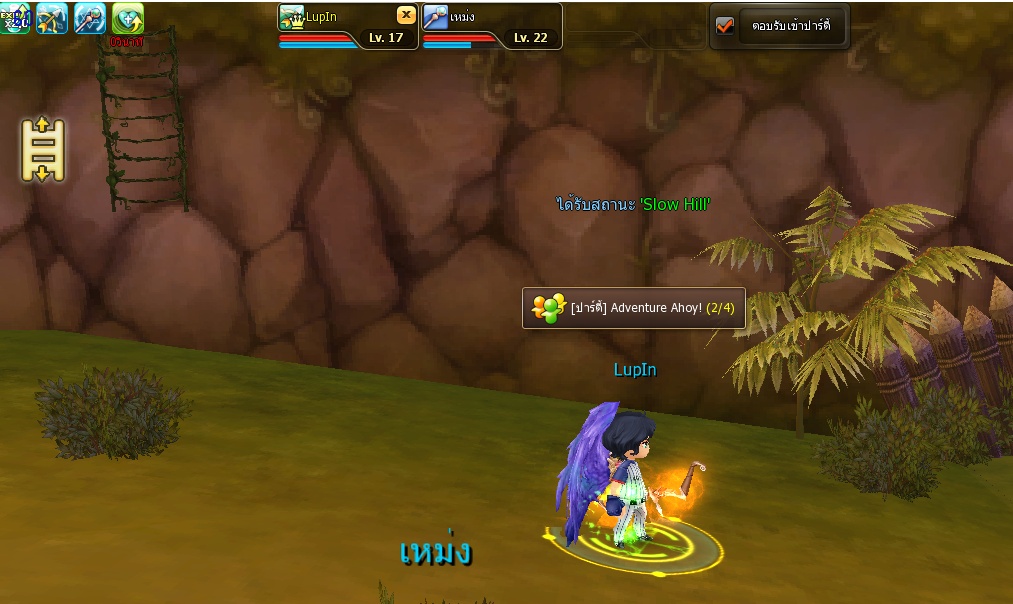 LupIn
เหม่ง
Lv. 17
Lv. 22
ตอบรับเข้าปาร์ตี้
ได้รับสถานะ 'Slow Hill'
[ปาร์ตี้] Adventure Ahoy! (2/4)
LupIn
เหม่ง